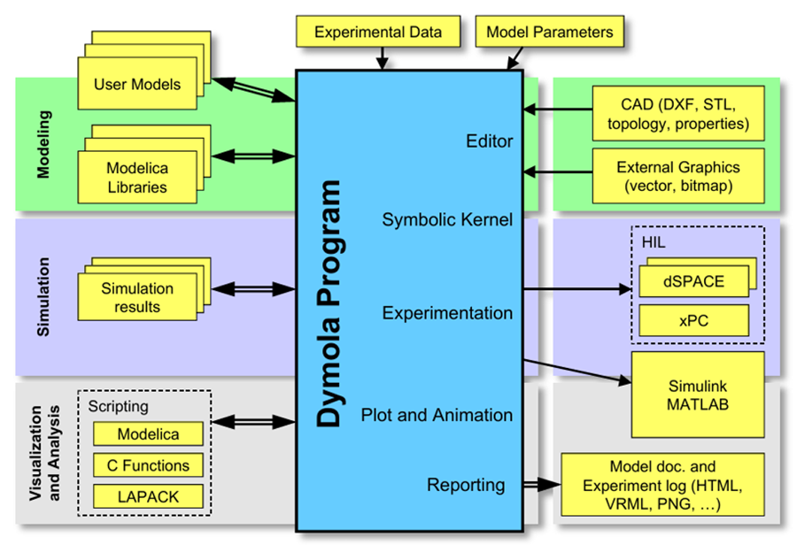 Experimental Data
Model Parameters
Modeling
User Models
Modelica
Libraries
Simulation
Simulation
results
Visualization
and Analysis
Scripting
Modelica
C Functions
LAPACK
Dymola Program
Editor
Symbolic Kernel
Experimentation
Plot and Animation
Reporting
CAD (DXF, STL,
topology, properties)
External Graphics
(vector, bitmap)
HIL
dSPACE
xPC
Simulink
MATLAB
Model doc. and
Experiment log (HTML,
VRML, PNG, …)